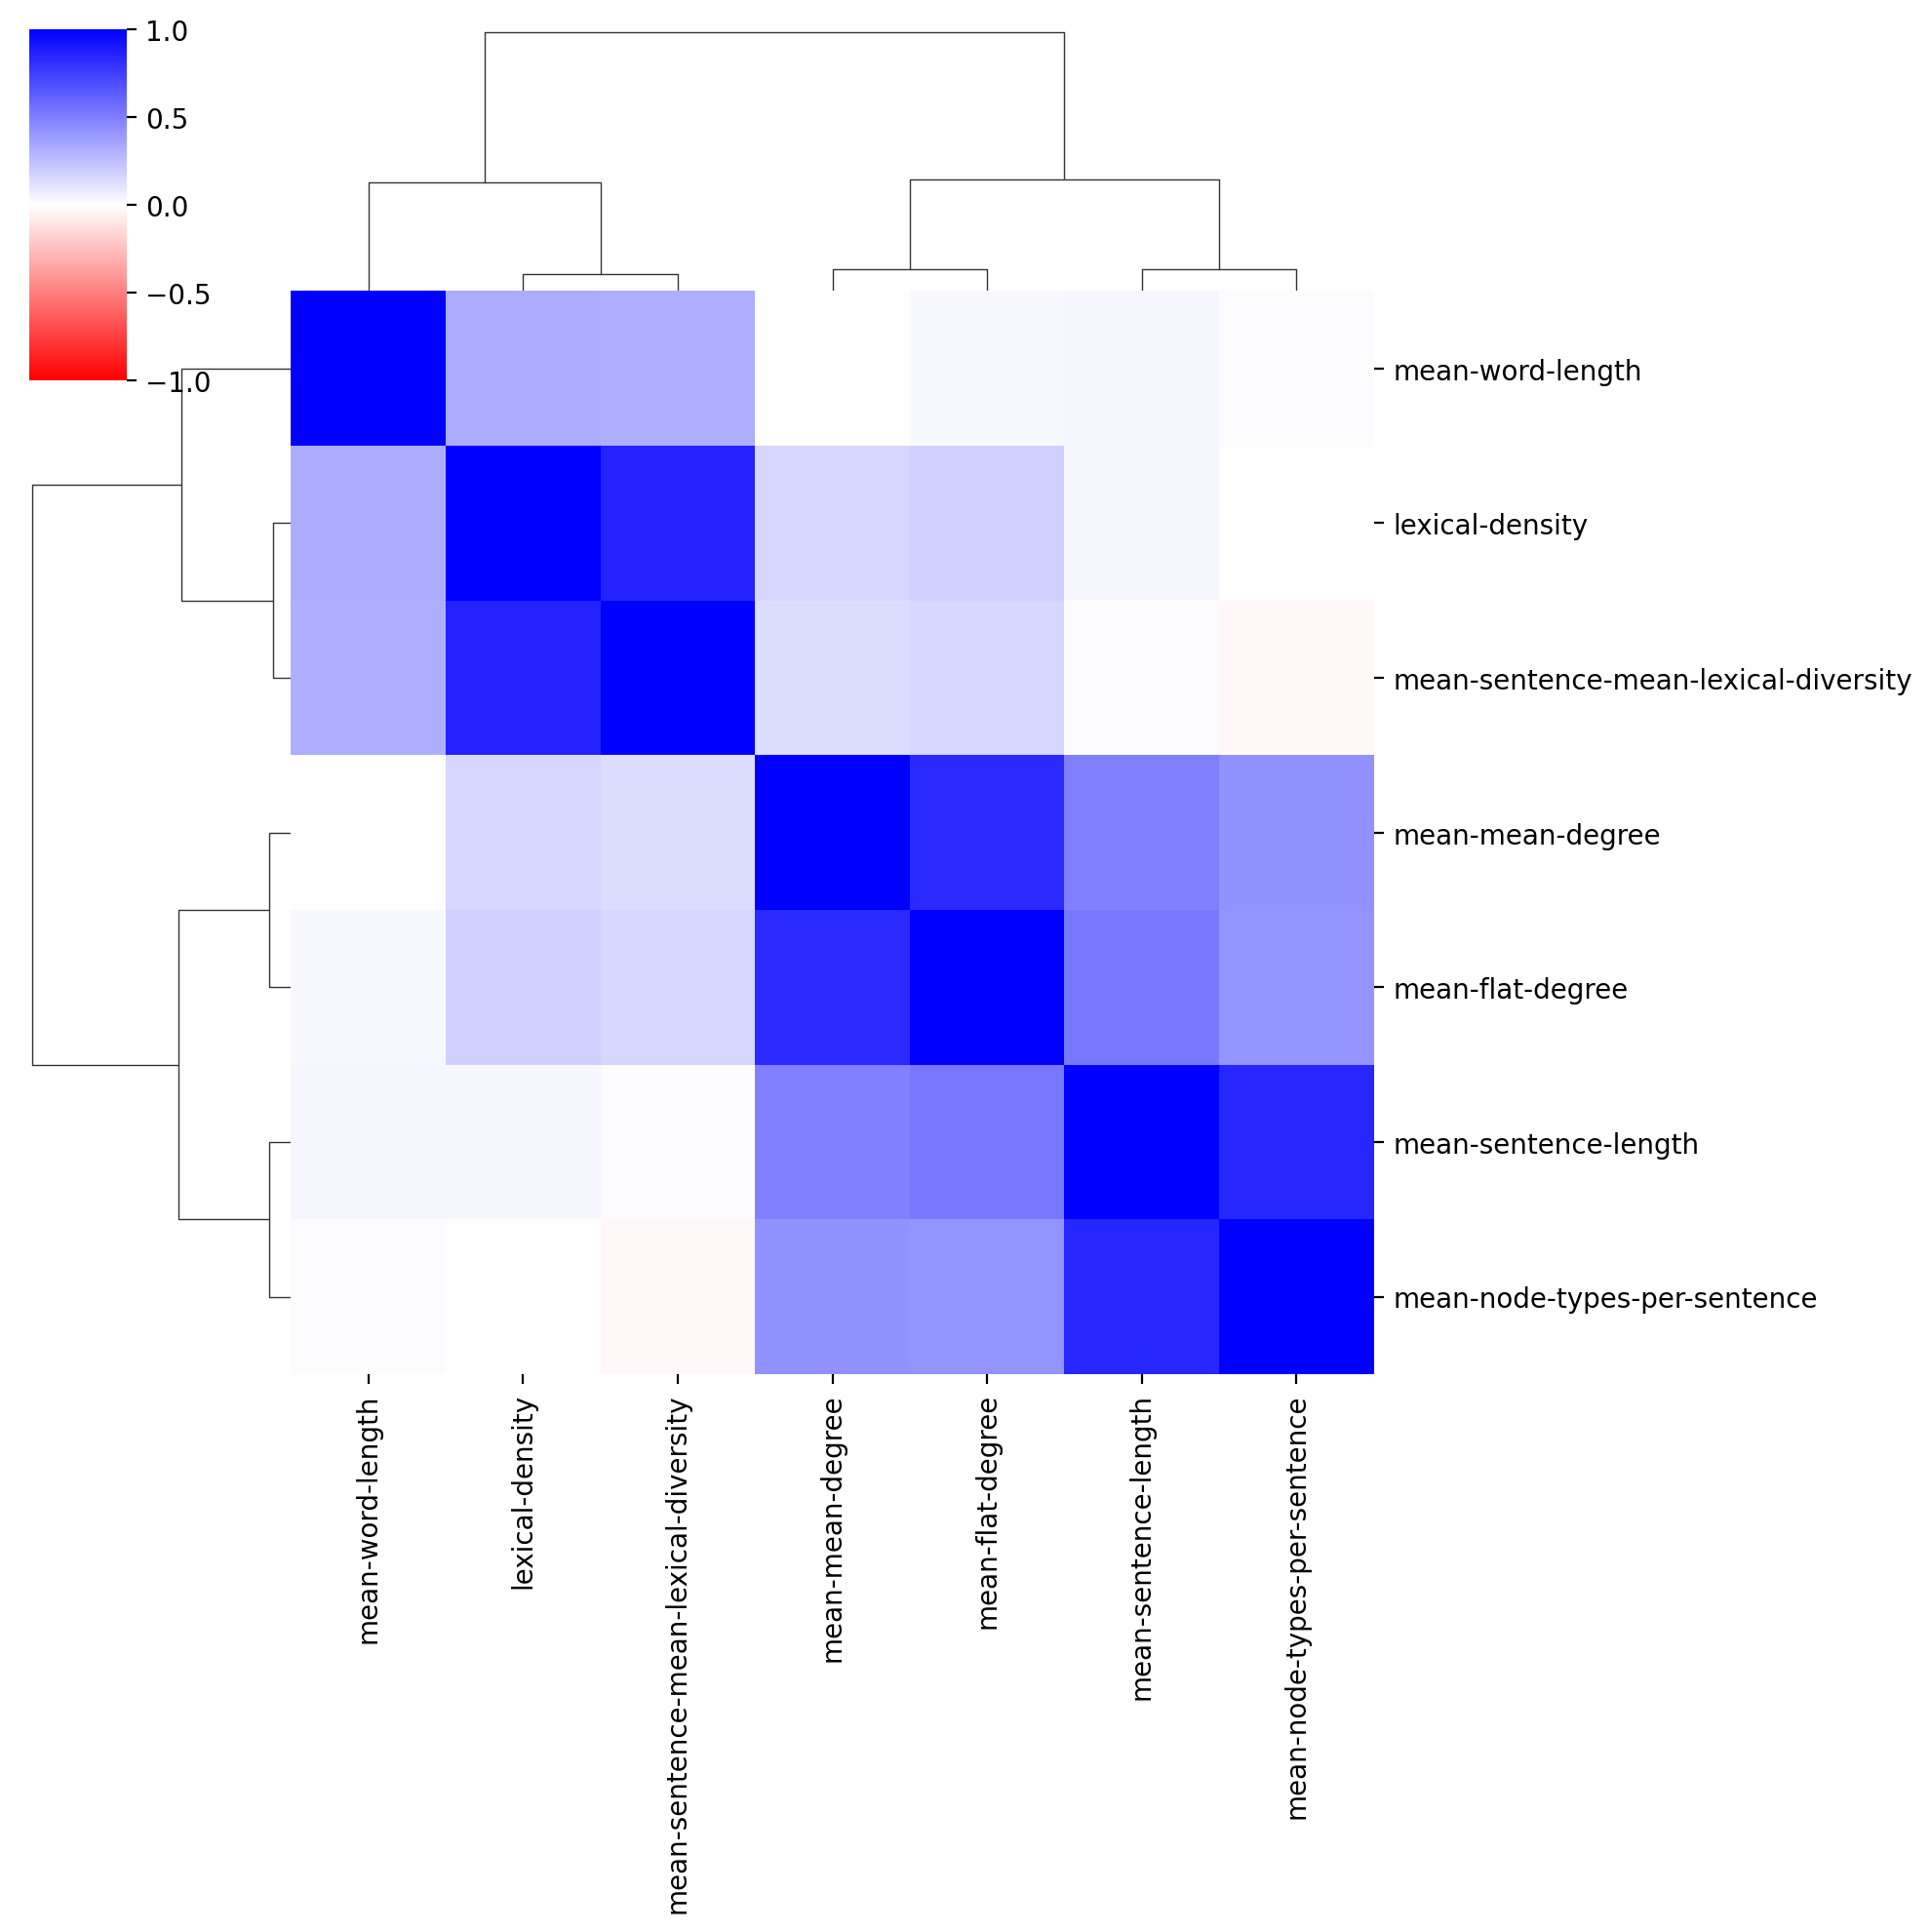 1.0
0.5
0.0
−0.5
−1.0
mean-word-length
lexical-density
mean-sentence-mean-lexical-diversity
mean-mean-degree
mean-flat-degree
mean-sentence-length
mean-node-types-per-sentence
mean-word-length
lexical-density
mean-sentence-mean-lexical-diversity
mean-mean-degree
mean-flat-degree
mean-sentence-length
mean-node-types-per-sentence